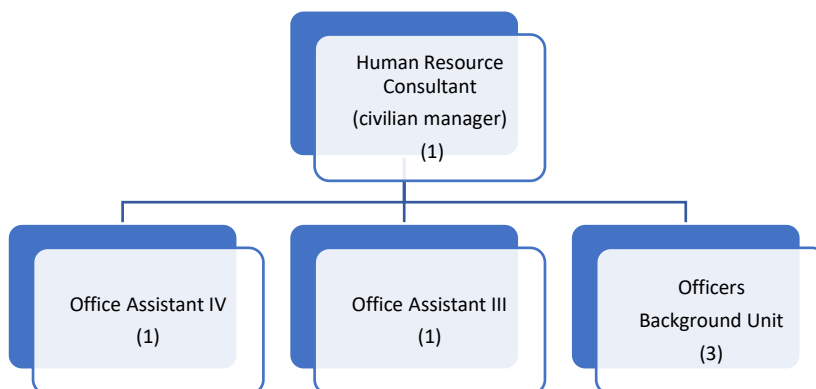 Human Resource
Consultant
(civilian manager)
(1)
Office Assistant IV
(1)
Office Assistant III
(1)
Officers
Background Unit
(3)